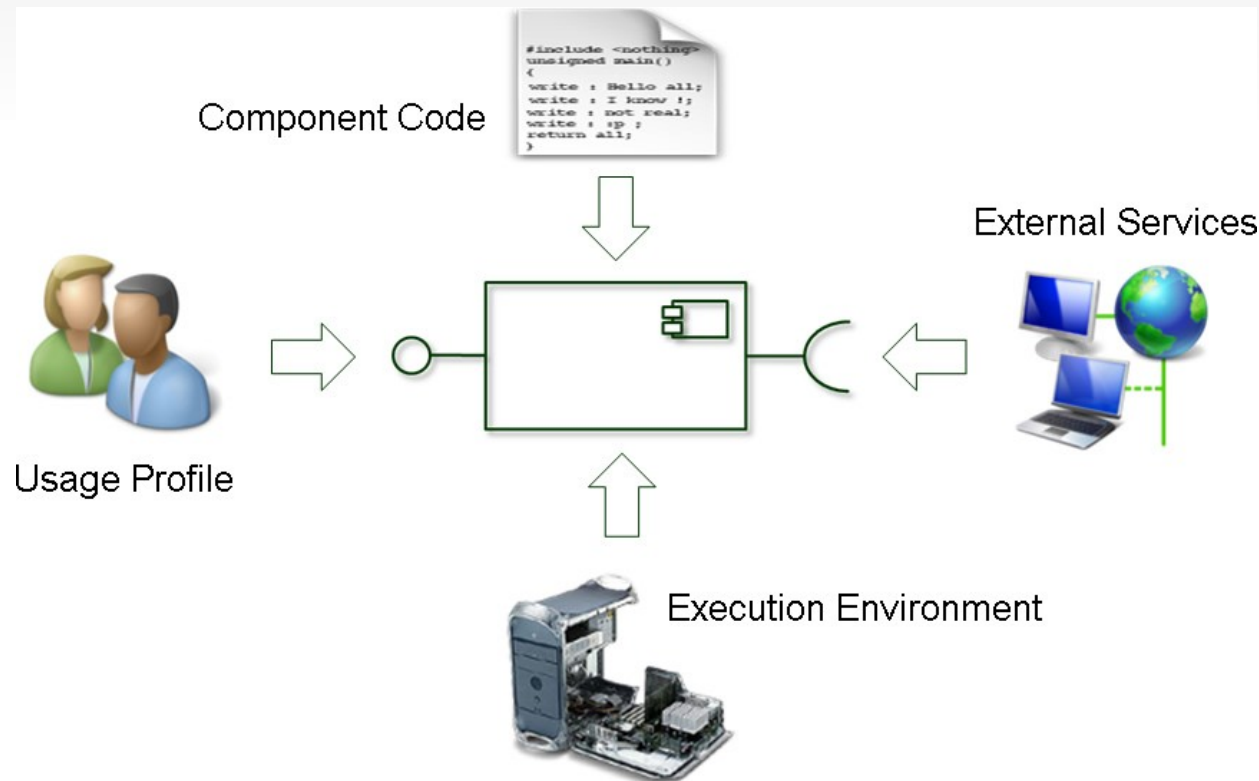 #include <nothing>
unsigned main()
{
write : Hello all;
write : I know !;
write : not real;
write : :p ;
return all;
}
Component Code
External Services
Usage Profile
Execution Environment